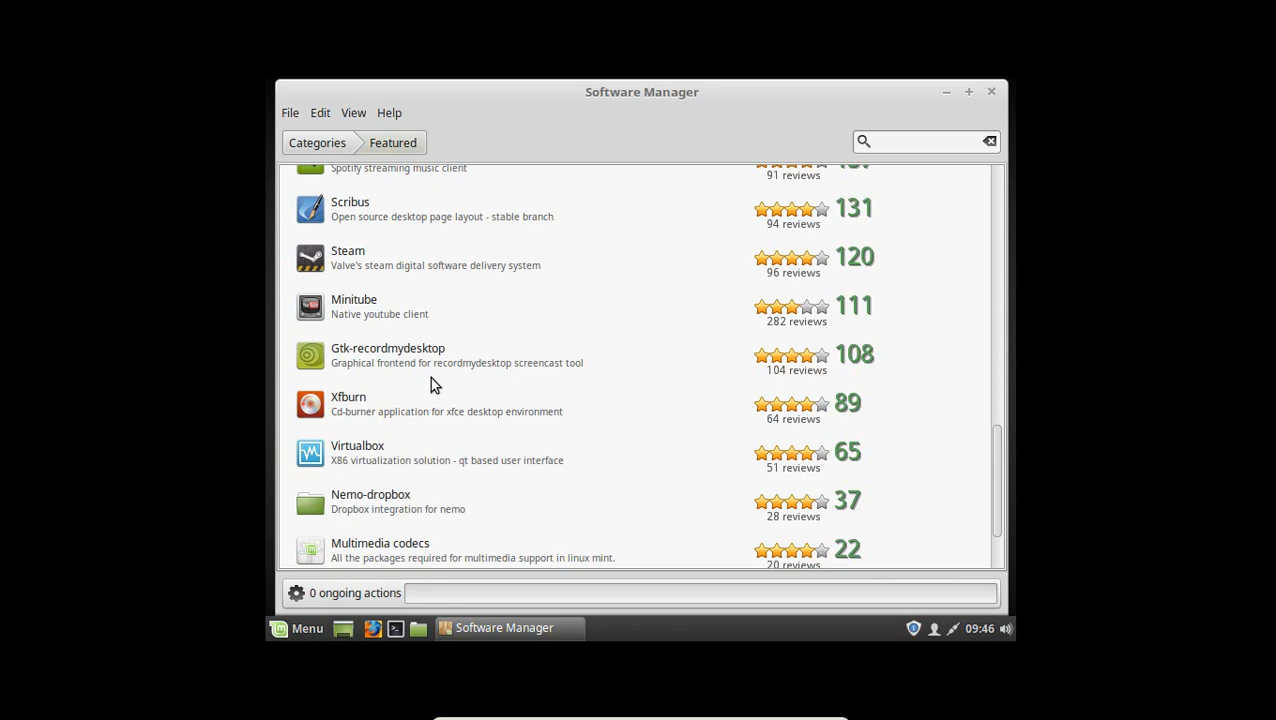 Software Manager
File Edit View Help
Categories Featured
Spotify streaming music client
91 reviews
Scribus
Open source desktop page layout - stable branch
131
94 reviews
Steam
Valve's steam digital software delivery system
120
96 reviews
Minitube
Native youtube client
111
282 reviews
Gtk-recordmydesktop
Graphical frontend for recordmydesktop screencast tool
108
104 reviews
Xfburn
Cd-burner application for xfce desktop environment
89
64 reviews
Virtualbox
X86 virtualization solution - qt based user interface
65
51 reviews
Nemo-dropbox
Dropbox integration for nemo
37
28 reviews
Multimedia codecs
All the packages required for multimedia support in linux mint.
22
20 reviews
0 ongoing actions
Menu Software Manager 09:46